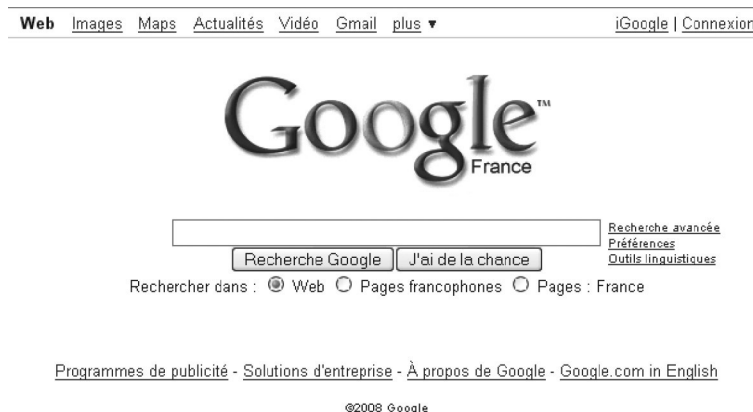 Web Images Maps Actualités Vidéo Gmail plus ▼ iGoogle | Connexion
Google™
France
Recherche avancée
Préférences
Outils linguistiques
Recherche Google J'ai de la chance
Rechercher dans : Web Pages francophones Pages : France
Programmes de publicité - Solutions d'entreprise - À propos de Google - Google.com in English
©2008 Google